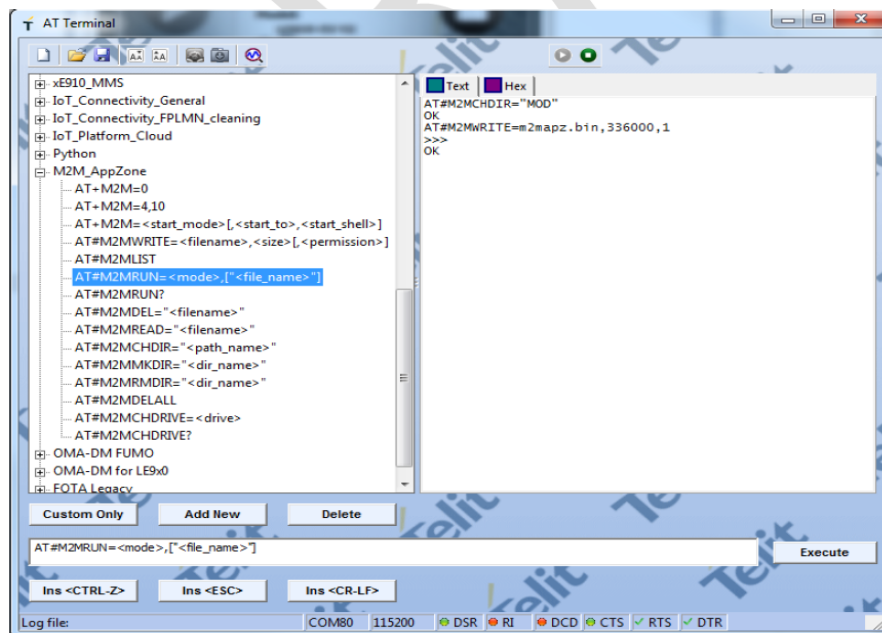 AT Terminal
xE910_MMS
IoT_Connectivity_General
IoT_Connectivity_FPLMN_cleaning
IoT_Platform_Cloud
Python
M2M_AppZone
AT+M2M=0
AT+M2M=4,10
AT+M2M=<start_mode>[,<start_to>,<start_shell>]
AT#M2MWRITE=<filename>,<size>[,<permission>]
AT#M2MLIST
AT#M2MRUN=<mode>,["<file_name>"]
AT#M2MRUN?
AT#M2MDEL="<filename>"
AT#M2MREAD="<filename>"
AT#M2MCHDIR="<path_name>"
AT#M2MMKDIR="<dir_name>"
AT#M2MRMDIR="<dir_name>"
AT#M2MDELALL
AT#M2MCHDRIVE=<drive>
AT#M2MCHDRIVE?
OMA-DM FUMO
OMA-DM for LE9x0
FOTA Legacy
Text Hex
AT#M2MCHDIR="MOD"
OK
AT#M2MWRITE=m2mapz.bin,336000,1
>>>
OK
Custom Only Add New Delete
AT#M2MRUN=<mode>,["<file_name>"] Execute
Ins <CTRL-Z> Ins <ESC> Ins <CR-LF>
Log file: COM80 115200 DSR RI DCD CTS RTS DTR
Telit